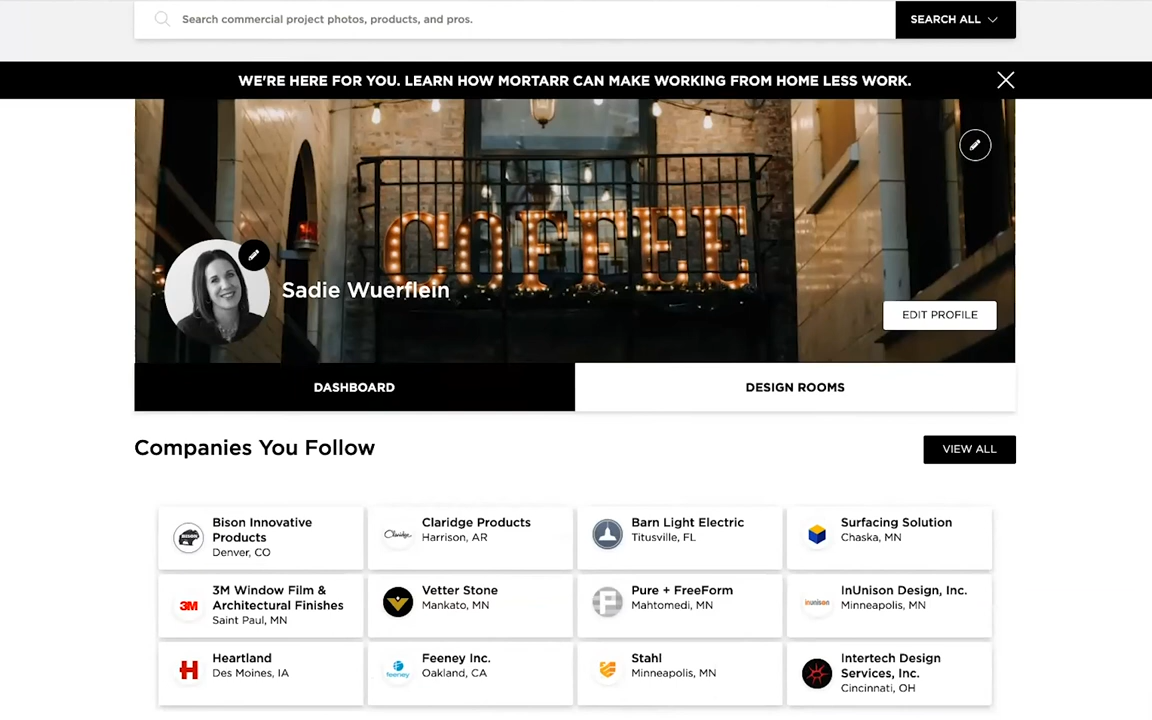 Search commercial project photos, products, and pros.
SEARCH ALL
WE'RE HERE FOR YOU. LEARN HOW MORTARR CAN MAKE WORKING FROM HOME LESS WORK.
COFFEE
Sadie Wuerflein
EDIT PROFILE
DASHBOARD
DESIGN ROOMS
Companies You Follow
VIEW ALL
Bison Innovative
Products
Denver, CO
Claridge
Claridge Products
Harrison, AR
Barn Light Electric
Titusville, FL
Surfacing Solution
Chaska, MN
3M
3M Window Film &
Architectural Finishes
Saint Paul, MN
Vetter Stone
Mankato, MN
F
Pure + FreeForm
Mahtomedi, MN
inunison
InUnison Design, Inc.
Minneapolis, MN
H
Heartland
Des Moines, IA
feeney
Feeney Inc.
Oakland, CA
Stahl
Minneapolis, MN
Intertech Design
Services, Inc.
Cincinnati, OH